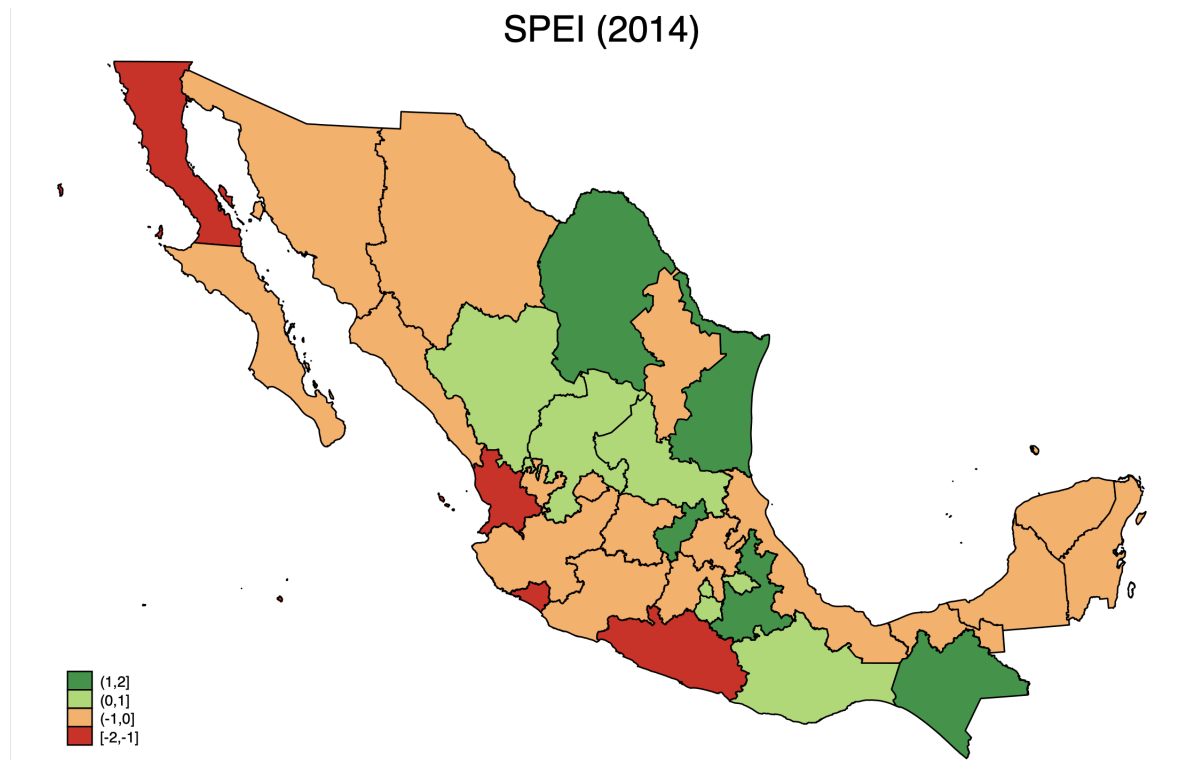 SPEI (2014)
(1,2]
(0,1]
(-1,0]
[-2,-1]